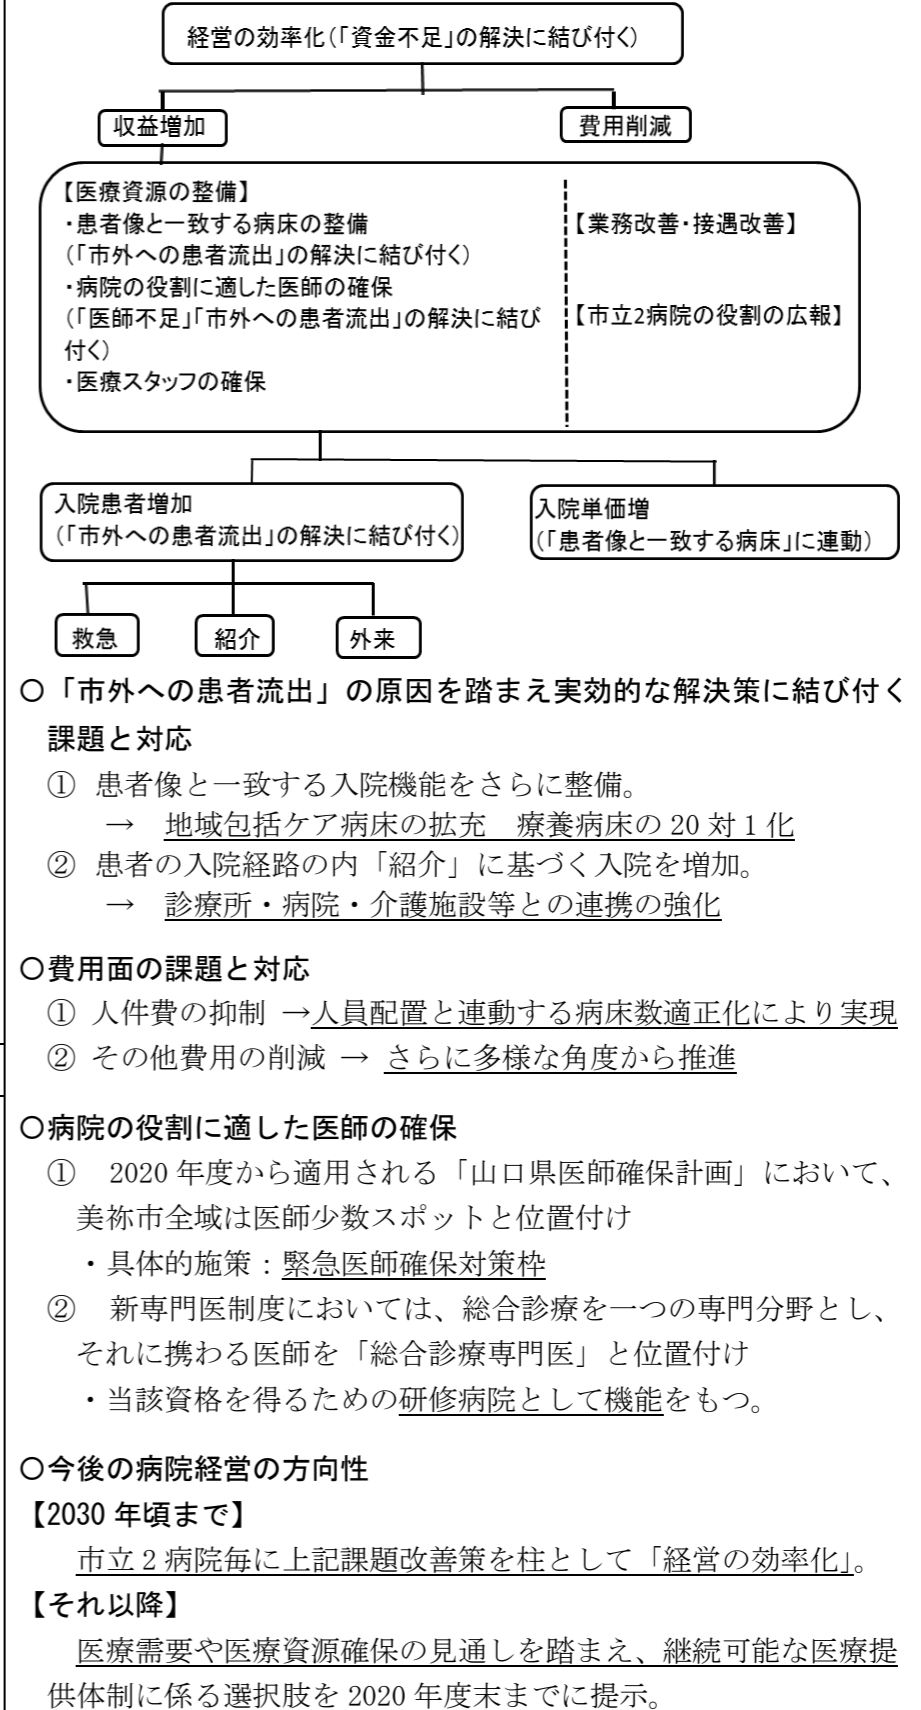 経営の効率化(「資金不足」の解決に結び付く)
収益増加
費用削減
【医療資源の整備】
・患者像と一致する病床の整備
(「市外への患者流出」の解決に結び付く)
・病院の役割に適した医師の確保
(「医師不足」「市外への患者流出」の解決に結び
付く)
・医療スタッフの確保
【業務改善・接遇改善】
【市立2病院の役割の広報】
入院患者増加
(「市外への患者流出」の解決に結び付く)
入院単価増
(「患者像と一致する病床」に連動)
救急
紹介
外来
〇「市外への患者流出」の原因を踏まえ実効的な解決策に結び付く
課題と対応
① 患者像と一致する入院機能をさらに整備。
→ 地域包括ケア病床の拡充 療養病床の 20 対 1 化
② 患者の入院経路の内「紹介」に基づく入院を増加。
→ 診療所・病院・介護施設等との連携の強化
〇費用面の課題と対応
① 人件費の抑制 →人員配置と連動する病床数適正化により実現
② その他費用の削減 → さらに多様な角度から推進
〇病院の役割に適した医師の確保
① 2020 年度から適用される「山口県医師確保計画」において、
美祢市全域は医師少数スポットと位置付け
・具体的施策：緊急医師確保対策枠
② 新専門医制度においては、総合診療を一つの専門分野とし、
それに携わる医師を「総合診療専門医」と位置付け
・当該資格を得るための研修病院として機能をもつ。
〇今後の病院経営の方向性
【2030 年頃まで】
市立 2 病院毎に上記課題改善策を柱として「経営の効率化」。
【それ以降】
医療需要や医療資源確保の見通しを踏まえ、継続可能な医療提
供体制に係る選択肢を 2020 年度末までに提示。